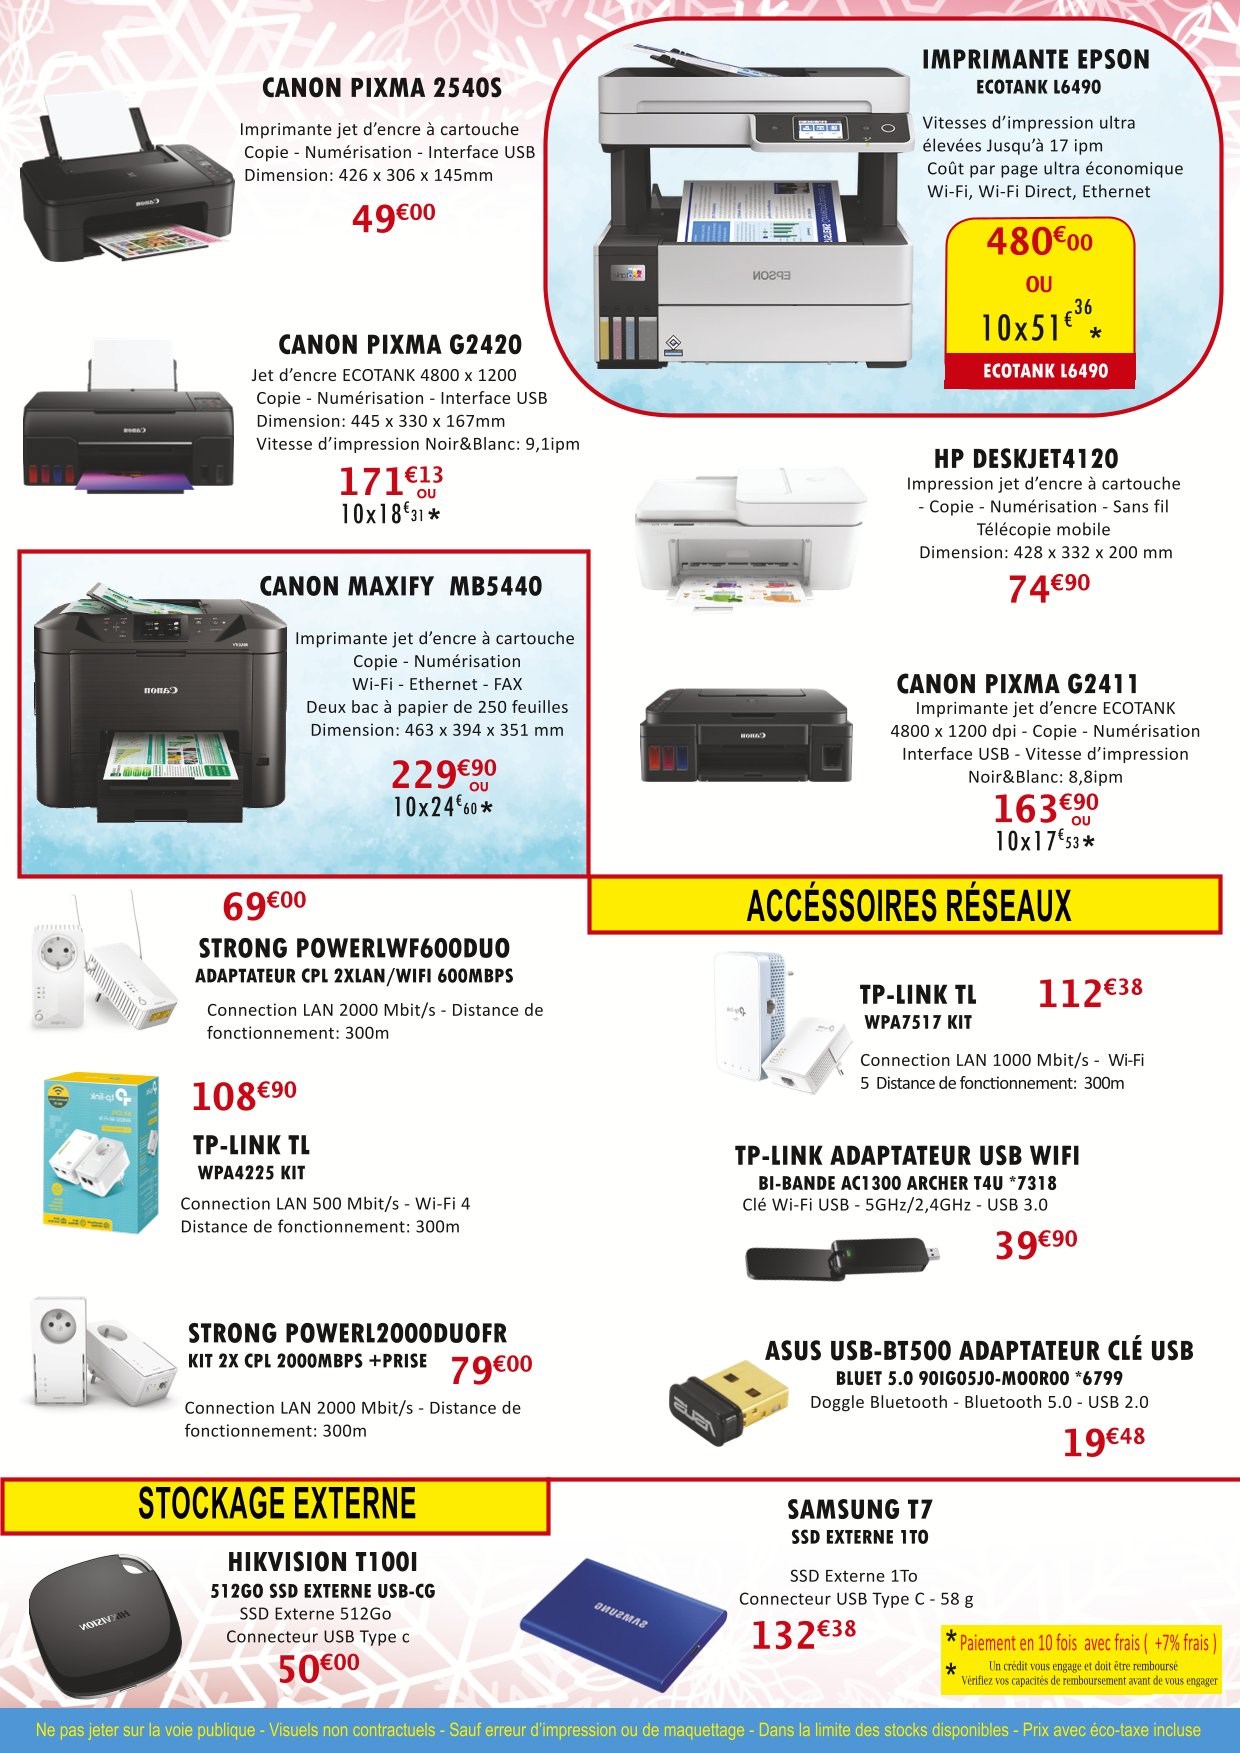 CANON PIXMA 2540S
Imprimante jet d'encre à cartouche
Copie - Numérisation - Interface USB
Dimension: 426 x 306 x 145mm
49€00
IMPRIMANTE EPSON
ECOTANK L6490
Vitesses d'impression ultra
élevées Jusqu'à 17 ipm
Coût par page ultra économique
Wi-Fi, Wi-Fi Direct, Ethernet
480€00
OU
10x51€36 *
ECOTANK L6490
EPSON
Canon
CANON PIXMA G2420
Jet d'encre ECOTANK 4800 x 1200
Copie - Numérisation - Interface USB
Dimension: 445 x 330 x 167mm
Vitesse d'impression Noir&Blanc: 9,1ipm
171€13
OU
10x18€31*
Canon
HP DESKJET4120
Impression jet d'encre à cartouche
- Copie - Numérisation - Sans fil
Télécopie mobile
Dimension: 428 x 332 x 200 mm
74€90
CANON MAXIFY MB5440
Imprimante jet d'encre à cartouche
Copie - Numérisation
Wi-Fi - Ethernet - FAX
Deux bac à papier de 250 feuilles
Dimension: 463 x 394 x 351 mm
229€90
OU
10x24€60*
Canon
CANON PIXMA G2411
Imprimante jet d'encre ECOTANK
4800 x 1200 dpi - Copie - Numérisation
Interface USB - Vitesse d'impression
Noir&Blanc: 8,8ipm
163€90
OU
10x17€53*
Canon
ACCÉSSOIRES RÉSEAUX
69€00
STRONG POWERLWF600DUO
ADAPTATEUR CPL 2XLAN/WIFI 600MBPS
Connection LAN 2000 Mbit/s - Distance de
fonctionnement: 300m
TP-LINK TL
WPA7517 KIT
112€38
Connection LAN 1000 Mbit/s - Wi-Fi
5 Distance de fonctionnement: 300m
108€90
TP-LINK TL
WPA4225 KIT
Connection LAN 500 Mbit/s - Wi-Fi 4
Distance de fonctionnement: 300m
tp-link
TP-LINK ADAPTATEUR USB WIFI
BI-BANDE AC1300 ARCHER T4U *7318
Clé Wi-Fi USB - 5GHz/2,4GHz - USB 3.0
39€90
STRONG POWERL2000DUOFR
KIT 2X CPL 2000MBPS +PRISE
79€00
Connection LAN 2000 Mbit/s - Distance de
fonctionnement: 300m
ASUS USB-BT500 ADAPTATEUR CLÉ USB
BLUET 5.0 90IG05J0-MO0R00 *6799
Doggle Bluetooth - Bluetooth 5.0 - USB 2.0
19€48
ASUS
STOCKAGE EXTERNE
HIKVISION T100I
512GO SSD EXTERNE USB-CG
SSD Externe 512Go
Connecteur USB Type c
50€00
HIKVISION
SAMSUNG T7
SSD EXTERNE 1TO
SSD Externe 1To
Connecteur USB Type C - 58 g
132€38
SAMSUNG
* Paiement en 10 fois avec frais ( +7% frais )
* Un crédit vous engage et doit être remboursé
Vérifiez vos capacités de remboursement avant de vous engager
Ne pas jeter sur la voie publique - Visuels non contractuels - Sauf erreur d'impression ou de maquettage - Dans la limite des stocks disponibles - Prix avec éco-taxe incluse